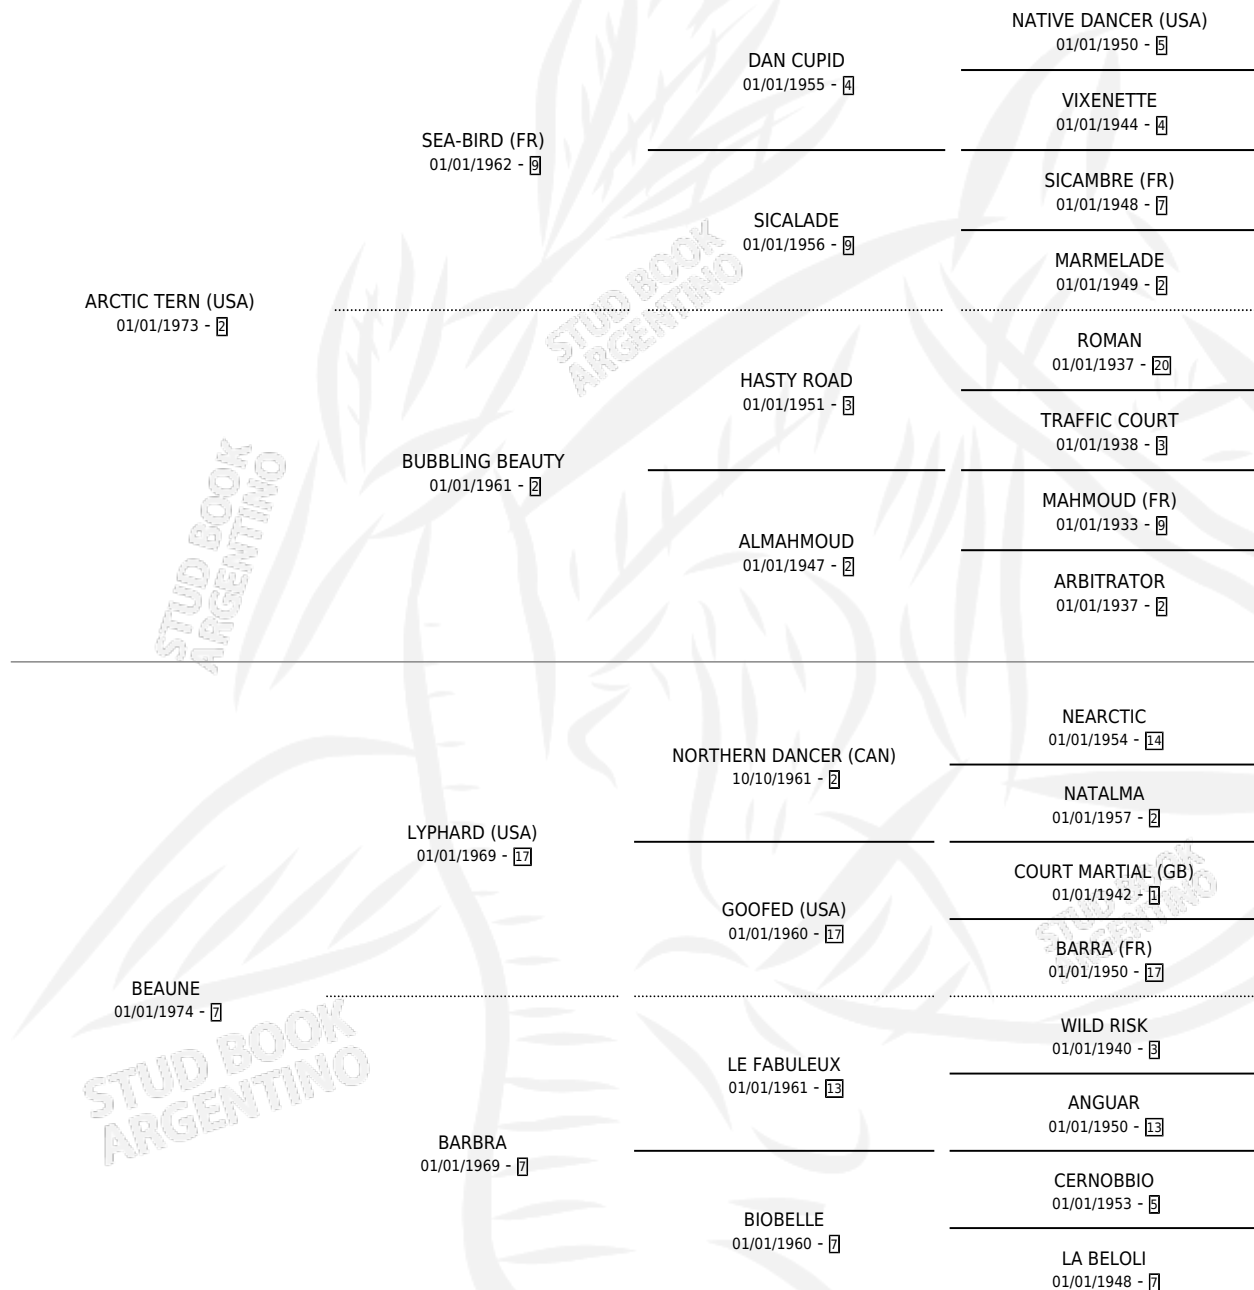 NATIVE DANCER (USA)
01/01/1950 - 5
DAN CUPID
01/01/1955 - 4
VIXENETTE
01/01/1944 - 4
SEA-BIRD (FR)
01/01/1962 - 9
SICAMBRE (FR)
01/01/1948 - 7
SICALADE
01/01/1956 - 9
MARMELADE
01/01/1949 - 2
ARCTIC TERN (USA)
01/01/1973 - 2
STUD BOOK
ARGENTINO
ROMAN
01/01/1937 - 20
HASTY ROAD
01/01/1951 - 3
TRAFFIC COURT
01/01/1938 - 3
BUBBLING BEAUTY
01/01/1961 - 2
MAHMOUD (FR)
01/01/1933 - 9
ALMAHMOUD
01/01/1947 - 2
ARBITRATOR
01/01/1937 - 2
STUD BOOK
ARGENTINO
NEARCTIC
01/01/1954 - 14
NORTHERN DANCER (CAN)
10/10/1961 - 2
NATALMA
01/01/1957 - 2
LYPHARD (USA)
01/01/1969 - 17
COURT MARTIAL (GB)
01/01/1942 - 1
GOOFED (USA)
01/01/1960 - 17
STUD BOOK
ARGENTINO
BARRA (FR)
01/01/1950 - 17
BEAUNE
01/01/1974 - 7
STUD BOOK
ARGENTINO
WILD RISK
01/01/1940 - 3
LE FABULEUX
01/01/1961 - 13
ANGUAR
01/01/1950 - 13
BARBRA
01/01/1969 - 7
CERNOBBIO
01/01/1953 - 5
BIOBELLE
01/01/1960 - 7
LA BELOLI
01/01/1948 - 7